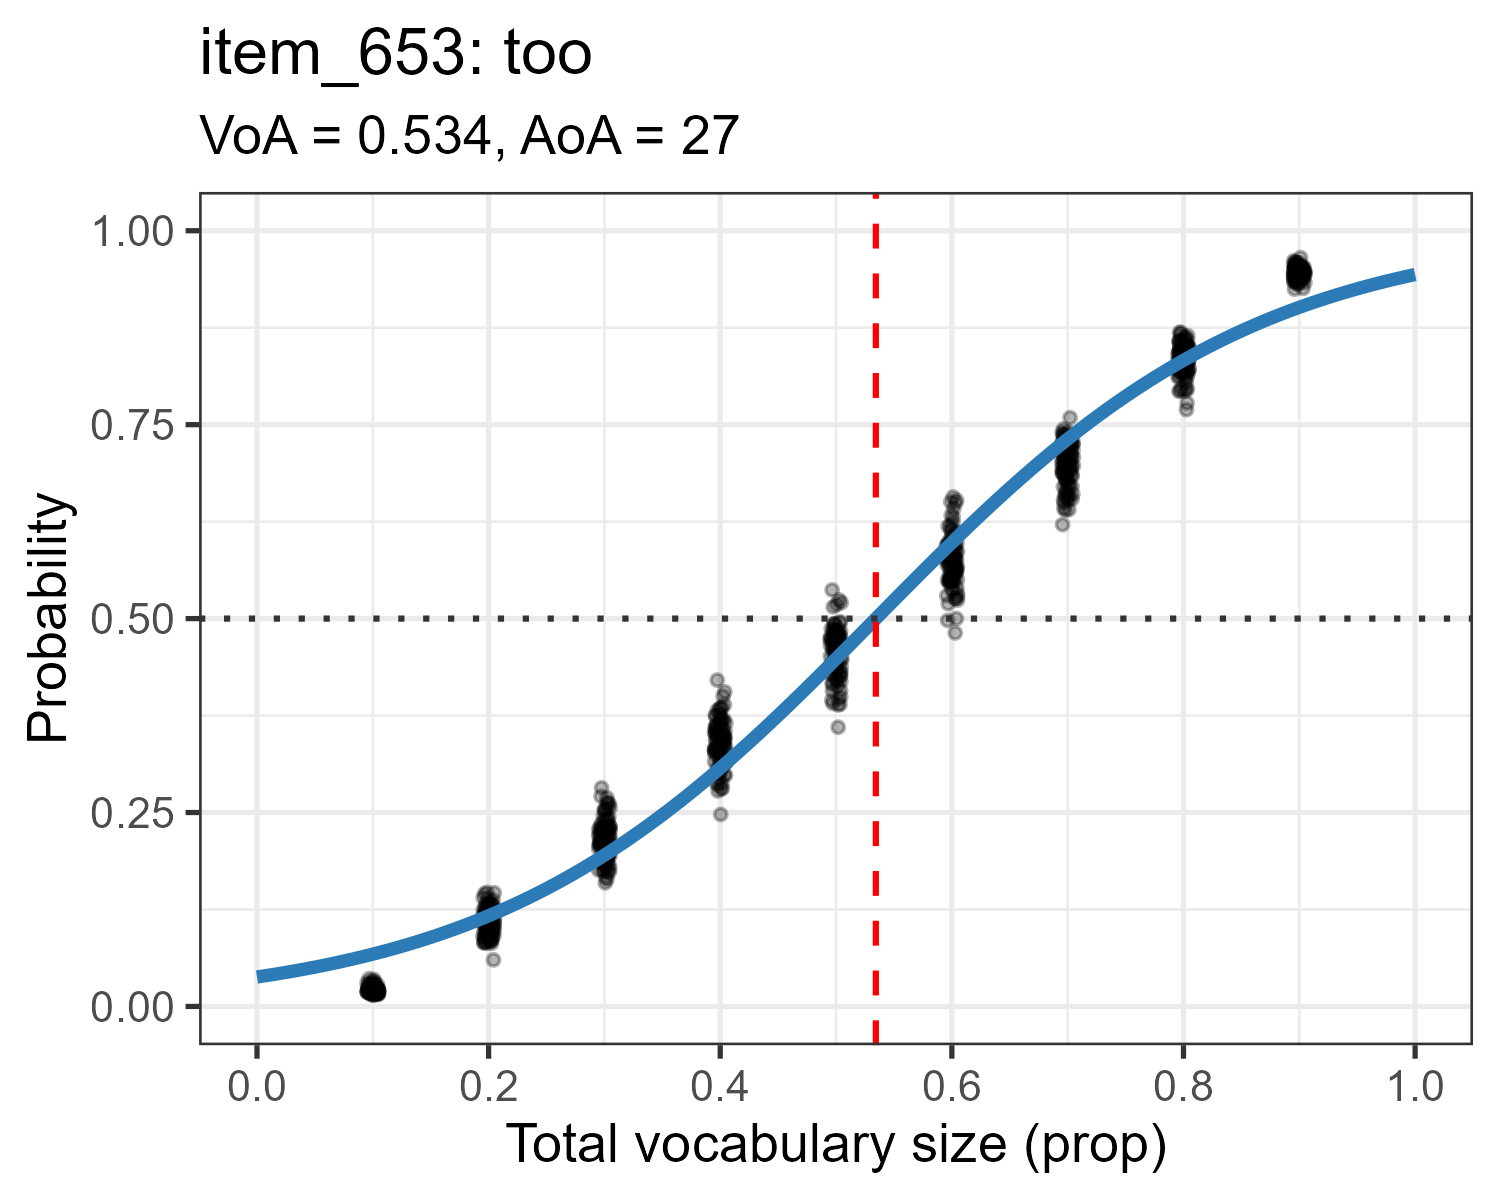 item_653: too
VoA = 0.534, AoA = 27
1.00
0.75
0.50
0.25
0.00
Probability
0.0 0.2 0.4 0.6 0.8 1.0
Total vocabulary size (prop)